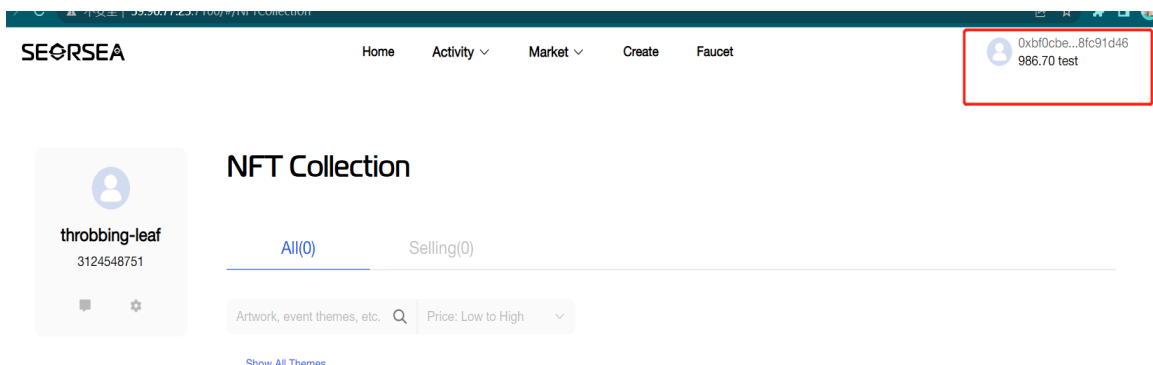 SEORSEA
Home Activity Market Create Faucet
0xbf0cbe...8fc91d46
986.70 test
NFT Collection
throbbing-leaf
3124548751
All(0) Selling(0)
Artwork, event themes, etc. Price: Low to High
Show All Themes